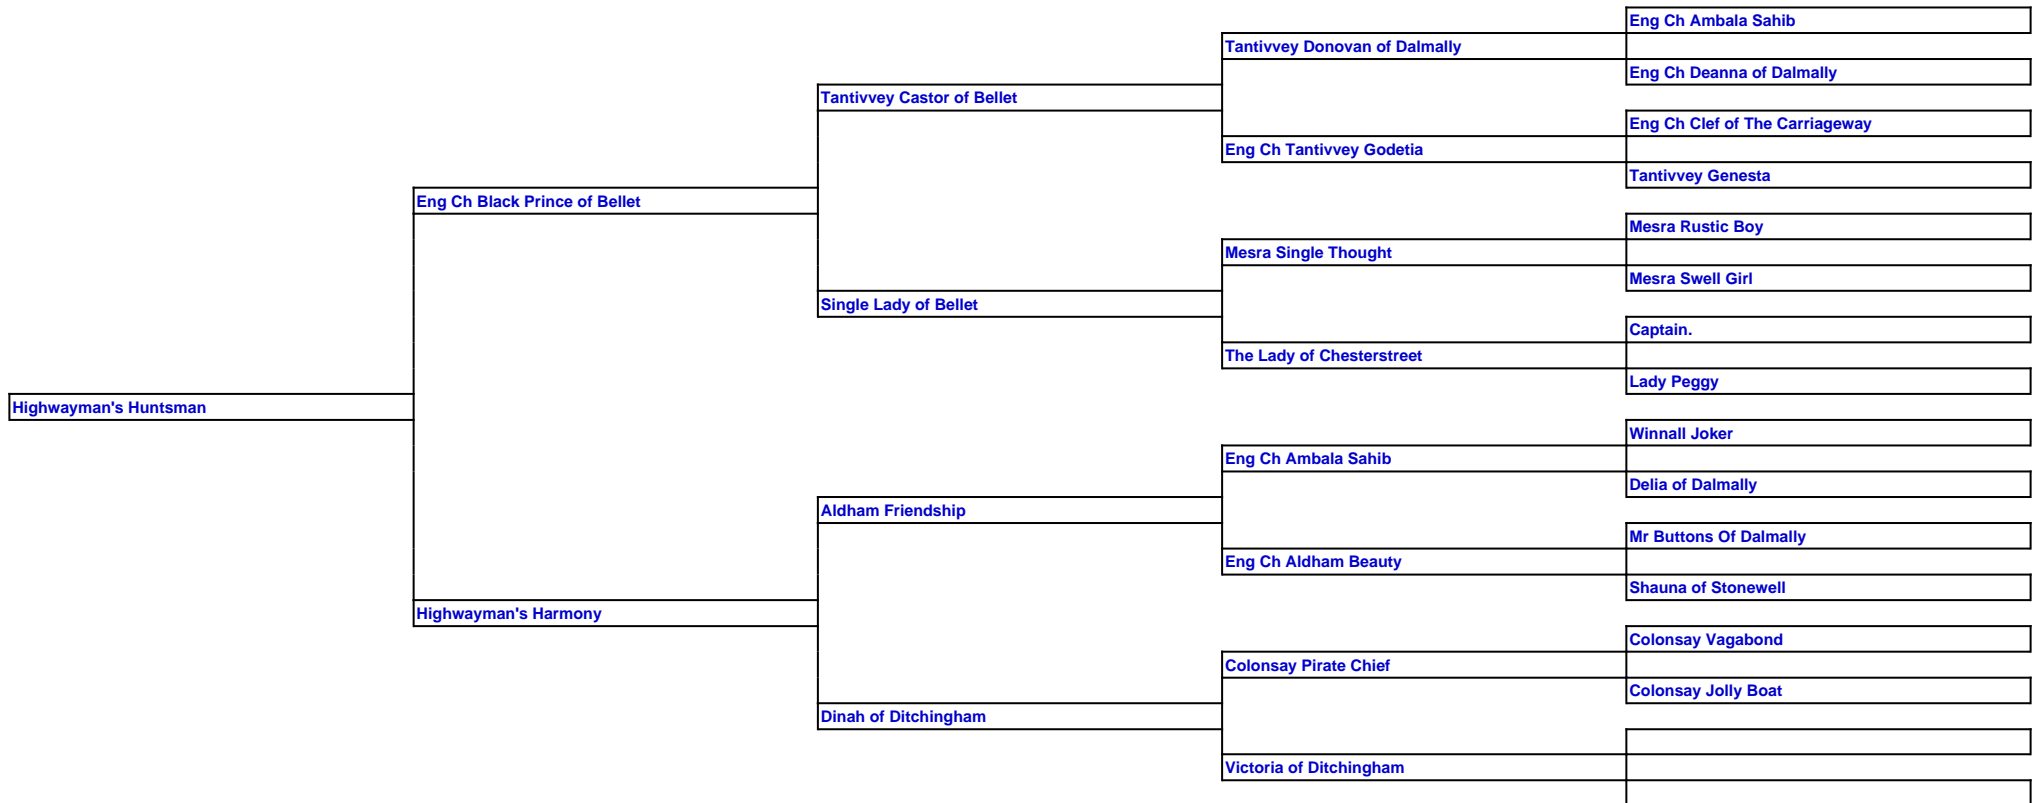 Eng Ch Ambala Sahib
Tantivvey Donovan of Dalmally
Eng Ch Deanna of Dalmally
Tantivvey Castor of Bellet
Eng Ch Clef of The Carriageway
Eng Ch Tantivvey Godetia
Tantivvey Genesta
Eng Ch Black Prince of Bellet
Mesra Rustic Boy
Mesra Single Thought
Mesra Swell Girl
Single Lady of Bellet
Captain.
The Lady of Chesterstreet
Lady Peggy
Highwayman's Huntsman
Winnall Joker
Eng Ch Ambala Sahib
Delia of Dalmally
Aldham Friendship
Mr Buttons Of Dalmally
Eng Ch Aldham Beauty
Shauna of Stonewell
Highwayman's Harmony
Colonsay Vagabond
Colonsay Pirate Chief
Colonsay Jolly Boat
Dinah of Ditchingham
Victoria of Ditchingham